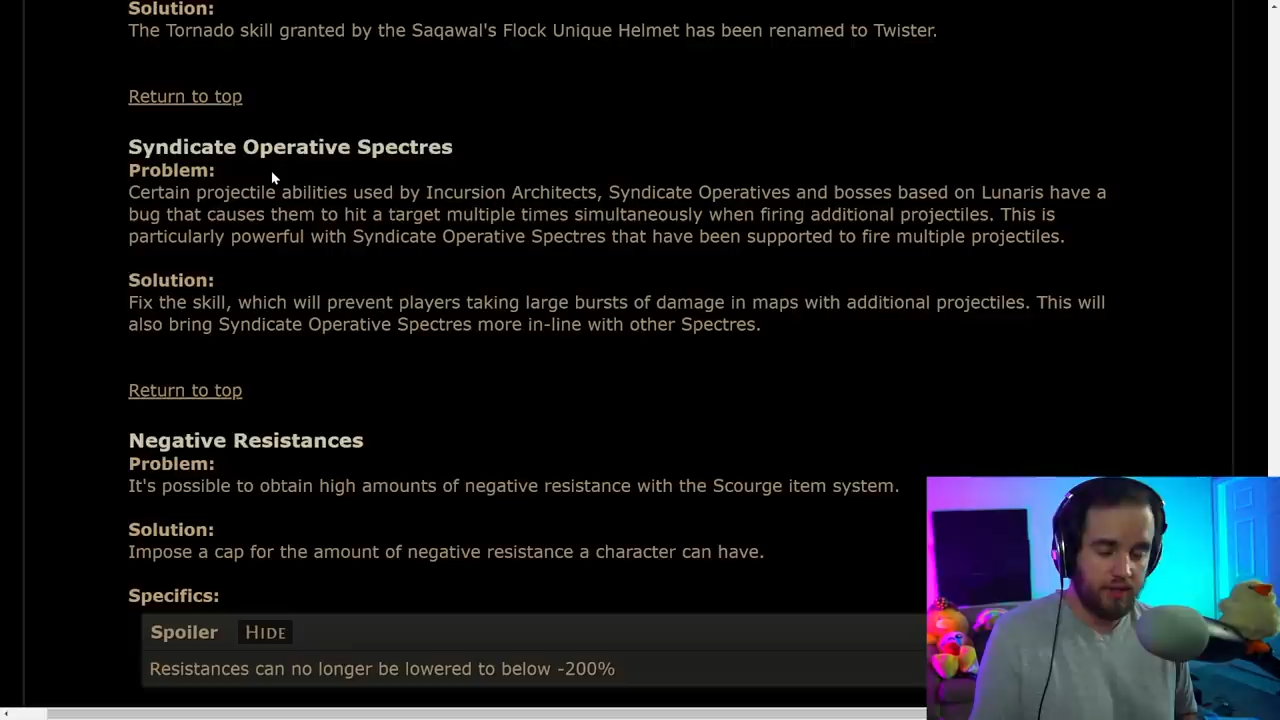 Solution:
The Tornado skill granted by the Saqawal's Flock Unique Helmet has been renamed to Twister.
Return to top
Syndicate Operative Spectres
Problem:
Certain projectile abilities used by Incursion Architects, Syndicate Operatives and bosses based on Lunaris have a
bug that causes them to hit a target multiple times simultaneously when firing additional projectiles. This is
particularly powerful with Syndicate Operative Spectres that have been supported to fire multiple projectiles.
Solution:
Fix the skill, which will prevent players taking large bursts of damage in maps with additional projectiles. This will
also bring Syndicate Operative Spectres more in-line with other Spectres.
Return to top
Negative Resistances
Problem:
It's possible to obtain high amounts of negative resistance with the Scourge item system.
Solution:
Impose a cap for the amount of negative resistance a character can have.
Specifics:
Spoiler HIDE
Resistances can no longer be lowered to below -200%